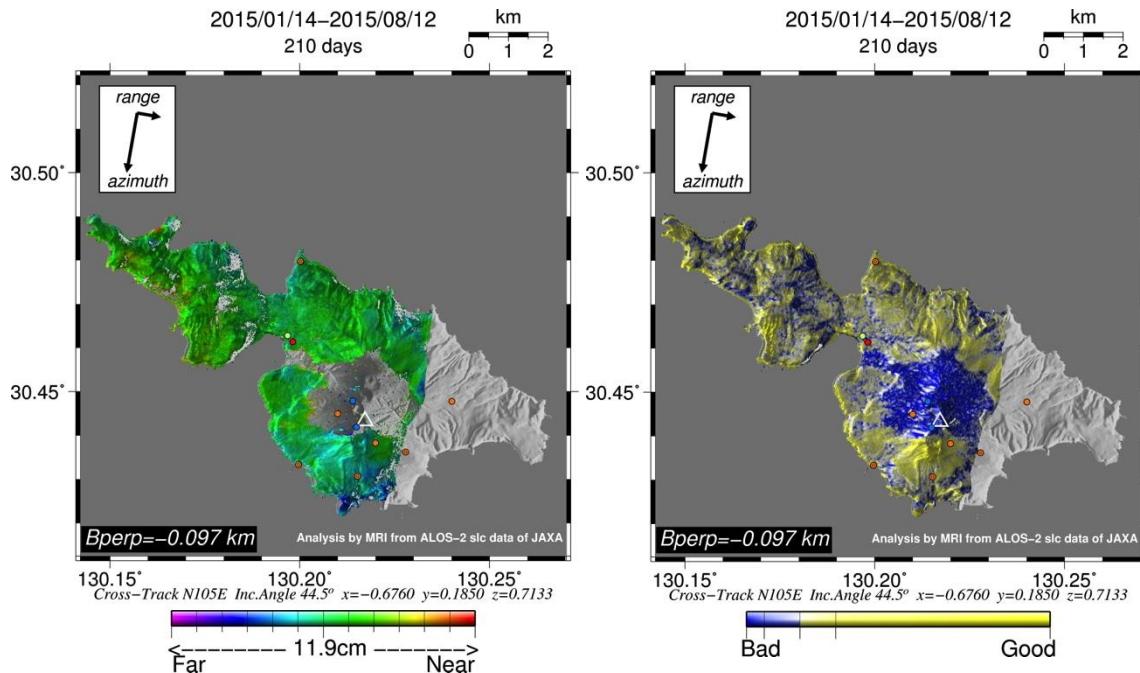 2015/01/14−2015/08/12
210 days
km
0 1 2
range
azimuth
30.50°
30.45°
Bperp=−0.097 km
Analysis by MRI from ALOS−2 slc data of JAXA
130.15° 130.20° 130.25°
Cross−Track N105E Inc.Angle 44.5° x=−0.6760 y=0.1850 z=0.7133
<−−−−−−− 11.9cm −−−−−−−>
Far Near
2015/01/14−2015/08/12
210 days
km
0 1 2
range
azimuth
30.50°
30.45°
Bperp=−0.097 km
Analysis by MRI from ALOS−2 slc data of JAXA
130.15° 130.20° 130.25°
Cross−Track N105E Inc.Angle 44.5° x=−0.6760 y=0.1850 z=0.7133
Bad Good